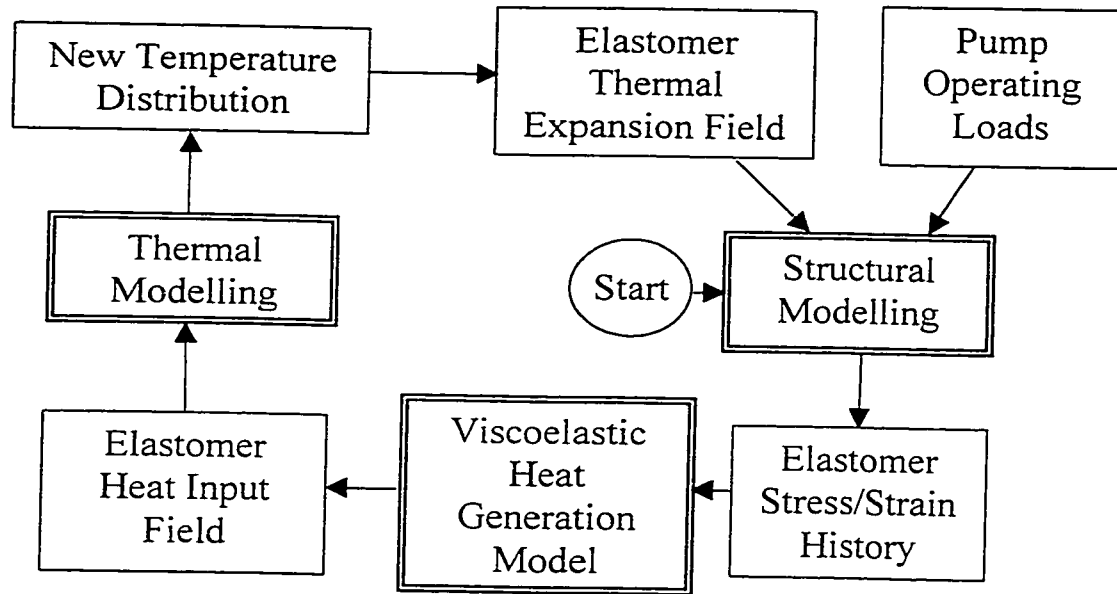 New Temperature
Distribution
Elastomer
Thermal
Expansion Field
Pump
Operating
Loads
Thermal
Modelling
Start
Structural
Modelling
Elastomer
Heat Input
Field
Viscoelastic
Heat
Generation
Model
Elastomer
Stress/Strain
History